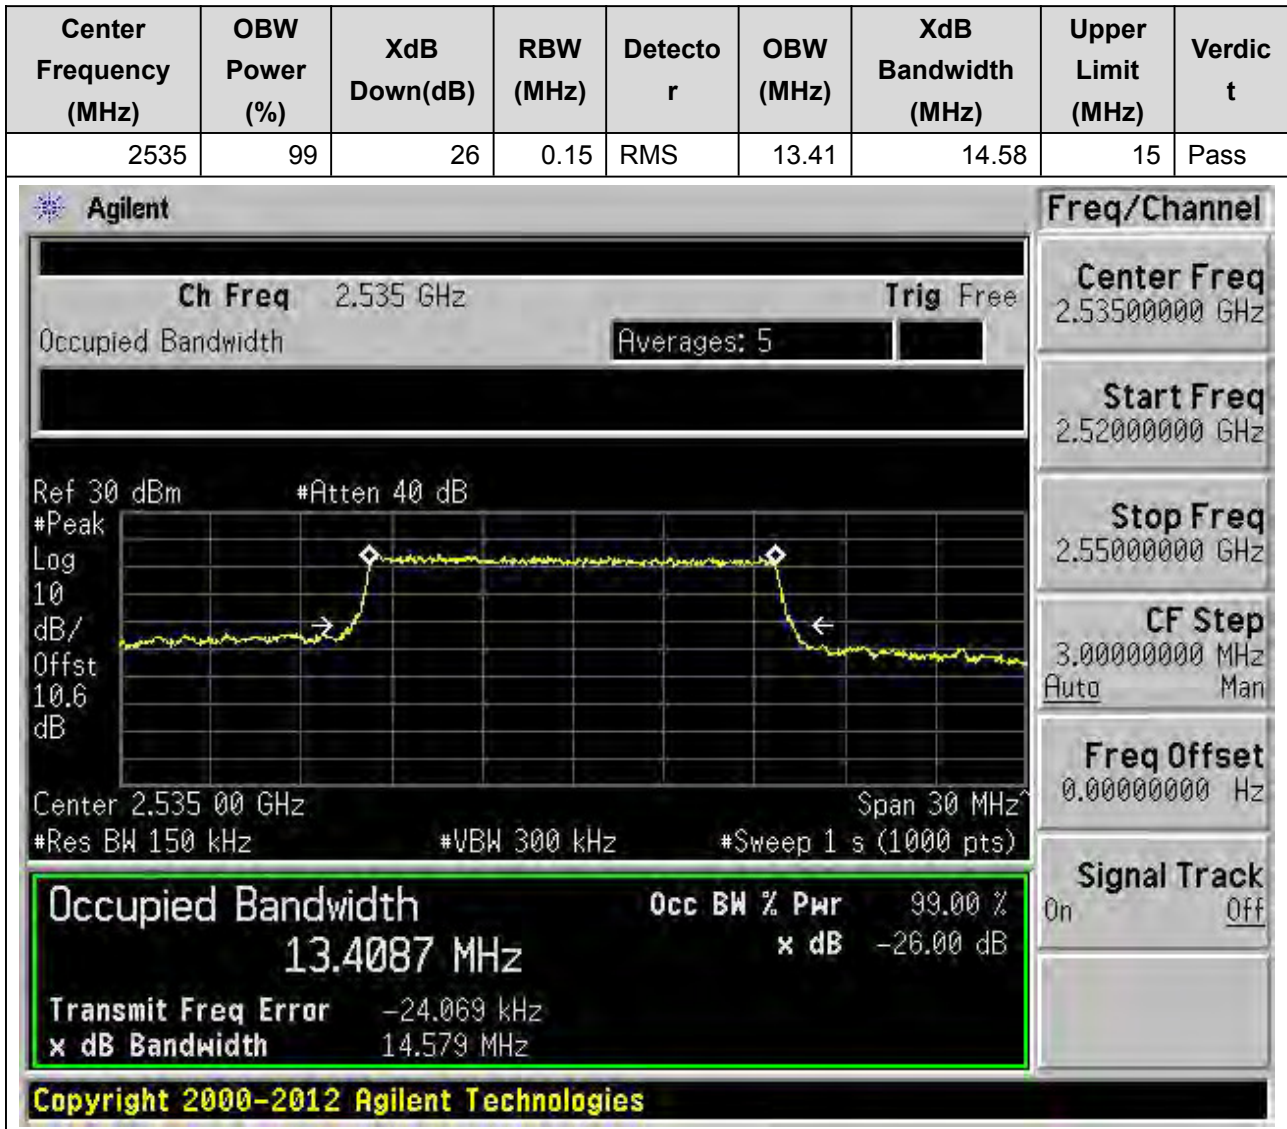 Center Frequency (MHz) OBW Power (%) XdB Down(dB) RBW (MHz) Detecto r OBW (MHz) XdB Bandwidth (MHz) Upper Limit (MHz) Verdic t
2535 99 26 0.15 RMS 13.41 14.58 15 Pass
Agilent
Freq/Channel
Ch Freq 2.535 GHz Trig Free
Occupied Bandwidth Averages: 5
Center Freq
2.53500000 GHz
Start Freq
2.52000000 GHz
Stop Freq
2.55000000 GHz
CF Step
3.00000000 MHz
Auto Man
Freq Offset
0.00000000 Hz
Signal Track
On Off
Ref 30 dBm #Atten 40 dB
#Peak
Log
10
dB/
Offst
10.6
dB
Center 2.535 00 GHz Span 30 MHz^
#Res BW 150 kHz #VBW 300 kHz #Sweep 1 s (1000 pts)
Occupied Bandwidth
13.4087 MHz
Occ BW % Pwr 99.00 %
x dB -26.00 dB
Transmit Freq Error -24.069 kHz
x dB Bandwidth 14.579 MHz
Copyright 2000-2012 Agilent Technologies